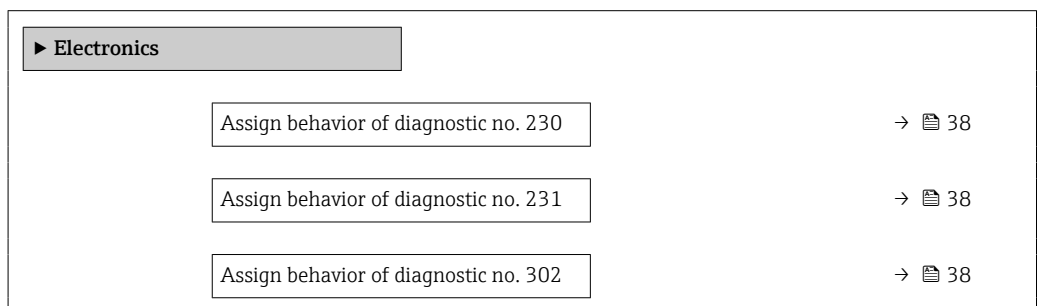 ▶ Electronics
Assign behavior of diagnostic no. 230 → 38
Assign behavior of diagnostic no. 231 → 38
Assign behavior of diagnostic no. 302 → 38